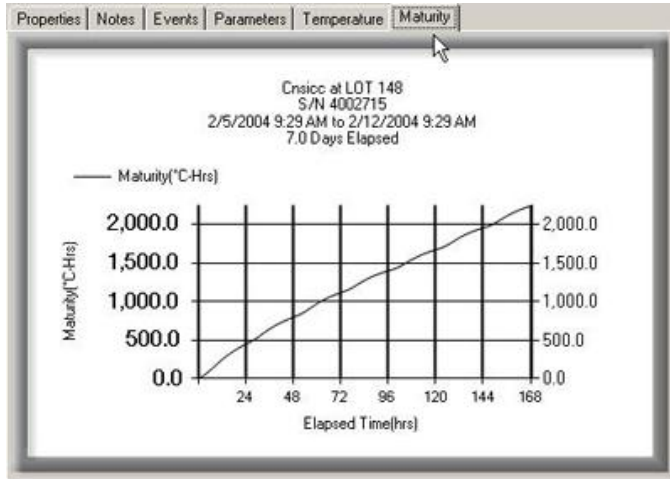 Properties Notes Events Parameters Temperature Maturity
Cnsicc at LOT 148
S/N 4002715
2/5/2004 9:29 AM to 2/12/2004 9:29 AM
7.0 Days Elapsed
Maturity(°C-Hrs)
2,000.0 2,000.0
1,500.0 1,500.0
1,000.0 1,000.0
500.0 500.0
0.0 0.0
Maturity(°C-Hrs)
24 48 72 96 120 144 168
Elapsed Time(hrs)